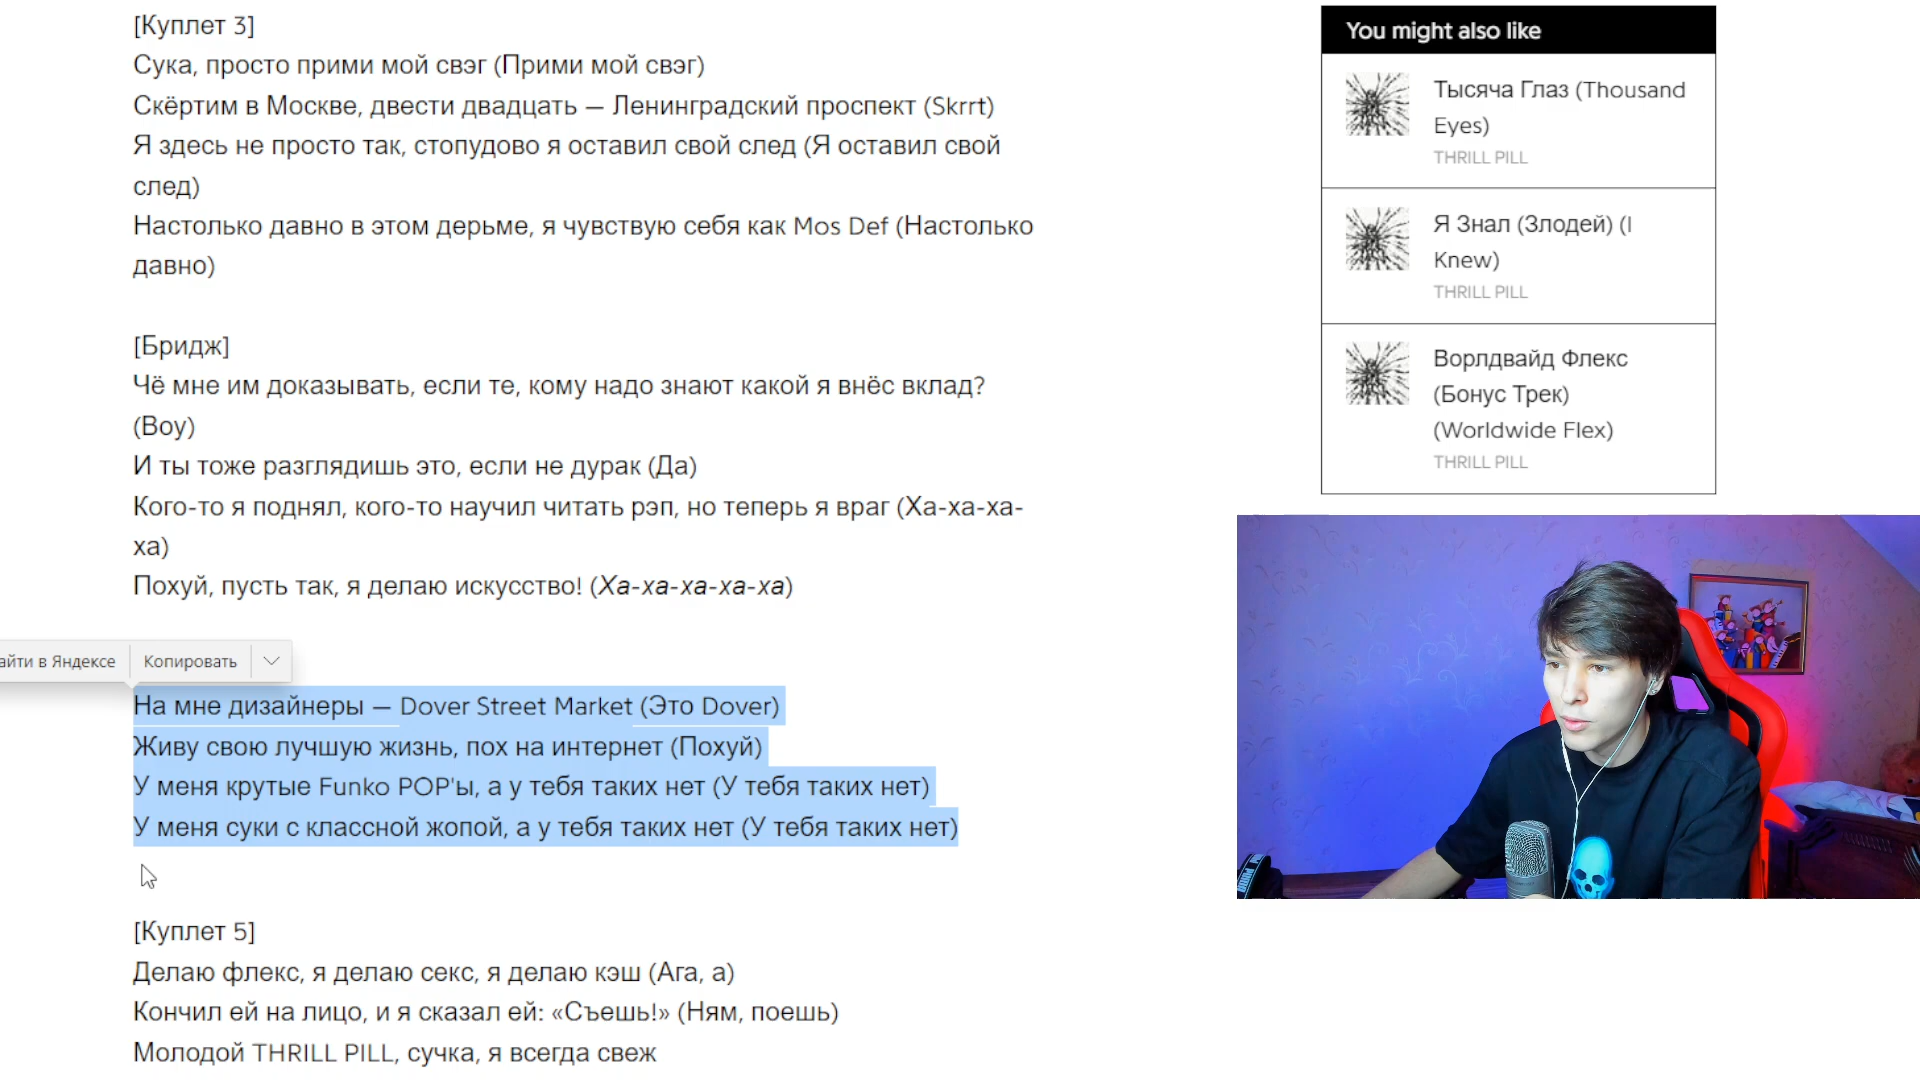 [Куплет 3]
Сука, просто прими мой свэг (Прими мой свэг)
Скёртим в Москве, двести двадцать — Ленинградский проспект (Skrrt)
Я здесь не просто так, стопудово я оставил свой след (Я оставил свой
след)
Настолько давно в этом дерьме, я чувствую себя как Mos Def (Настолько
давно)
[Бридж]
Чё мне им доказывать, если те, кому надо знают какой я внёс вклад?
(Воу)
И ты тоже разглядишь это, если не дурак (Да)
Кого-то я поднял, кого-то научил читать рэп, но теперь я враг (Ха-ха-ха-
ха)
Похуй, пусть так, я делаю искусство! (Ха-ха-ха-ха-ха)
айти в Яндексе Копировать
На мне дизайнеры — Dover Street Market (Это Dover)
Живу свою лучшую жизнь, пох на интернет (Похуй)
У меня крутые Funko POP'ы, а у тебя таких нет (У тебя таких нет)
У меня суки с классной жопой, а у тебя таких нет (У тебя таких нет)
[Куплет 5]
Делаю флекс, я делаю секс, я делаю кэш (Ага, а)
Кончил ей на лицо, и я сказал ей: «Съешь!» (Ням, поешь)
Молодой THRILL PILL, сучка, я всегда свеж
You might also like
Тысяча Глаз (Thousand
Eyes)
THRILL PILL
Я Знал (Злодей) (I
Knew)
THRILL PILL
Ворлдвайд Флекс
(Бонус Трек)
(Worldwide Flex)
THRILL PILL